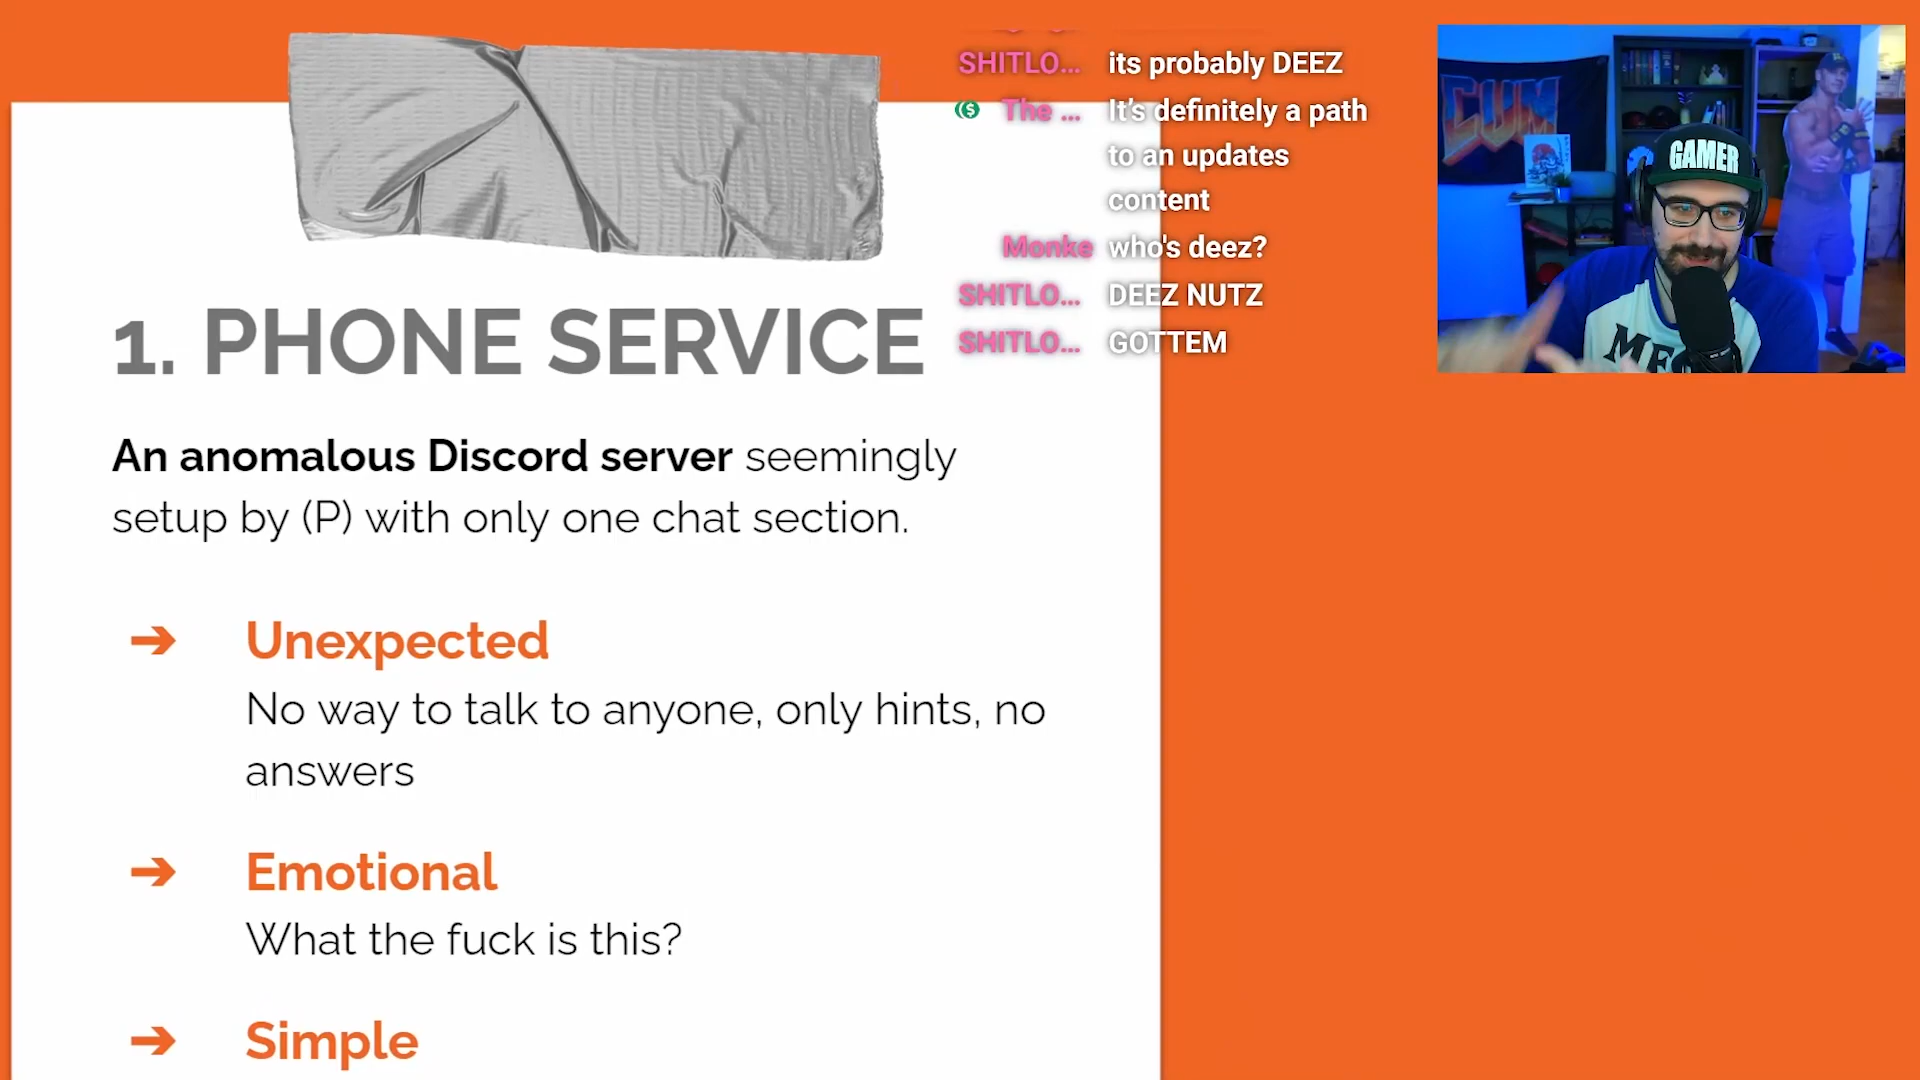 SHITLO... its probably DEEZ
The ... It's definitely a path
to an updates
content
Monke who's deez?
SHITLO... DEEZ NUTZ
SHITLO... GOTTEM
CUM
GAMER
1. PHONE SERVICE
An anomalous Discord server seemingly
setup by (P) with only one chat section.
➔ Unexpected
No way to talk to anyone, only hints, no
answers
➔ Emotional
What the fuck is this?
➔ Simple